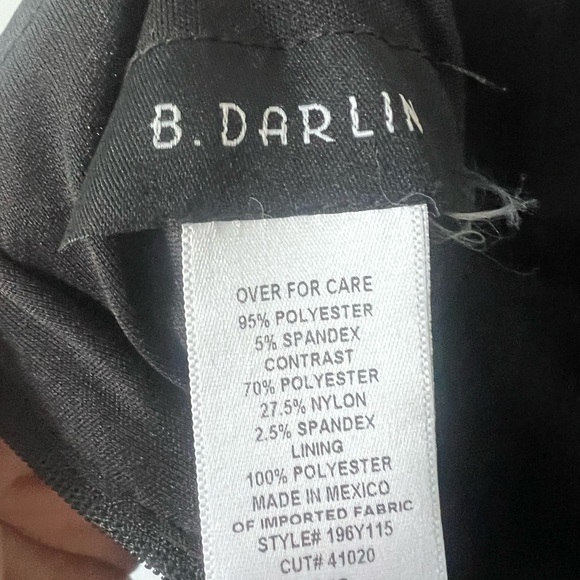 B. DARLIN
OVER FOR CARE
95% POLYESTER
5% SPANDEX
CONTRAST
70% POLYESTER
27.5% NYLON
2.5% SPANDEX
LINING
100% POLYESTER
MADE IN MEXICO
OF IMPORTED FABRIC
STYLE# 196Y115
CUT# 41020